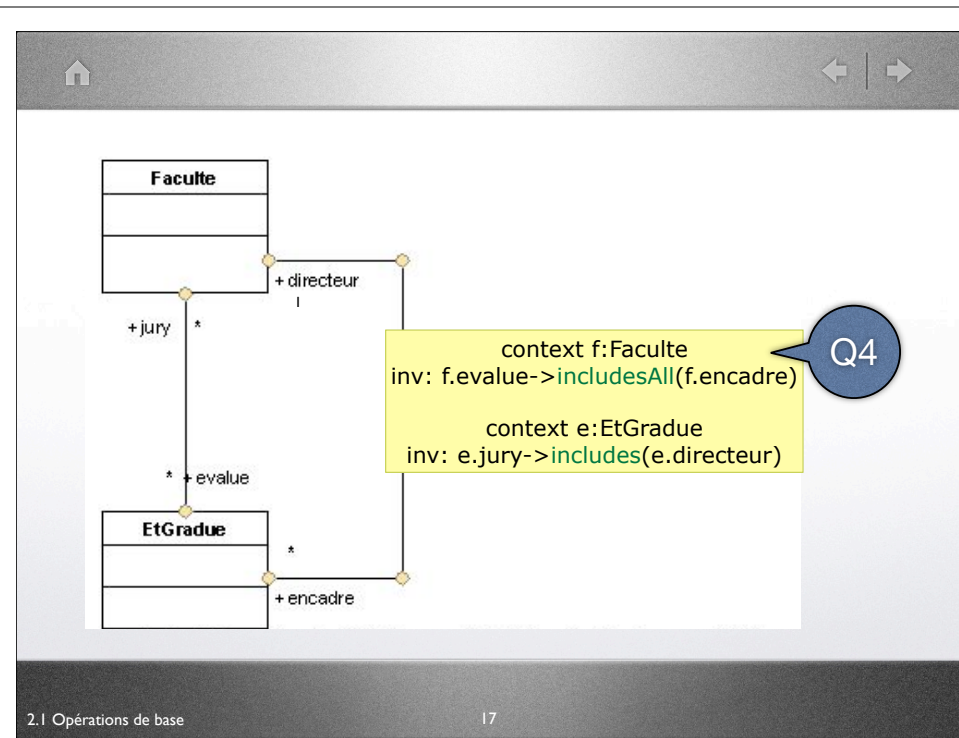 Faculte
+ directeur
1
+ jury
*
context f:Faculte
inv: f.evalue->includesAll(f.encadre)
context e:EtGradue
inv: e.jury->includes(e.directeur)
Q4
* + evalue
EtGradue
*
+ encadre
2.1 Opérations de base
17